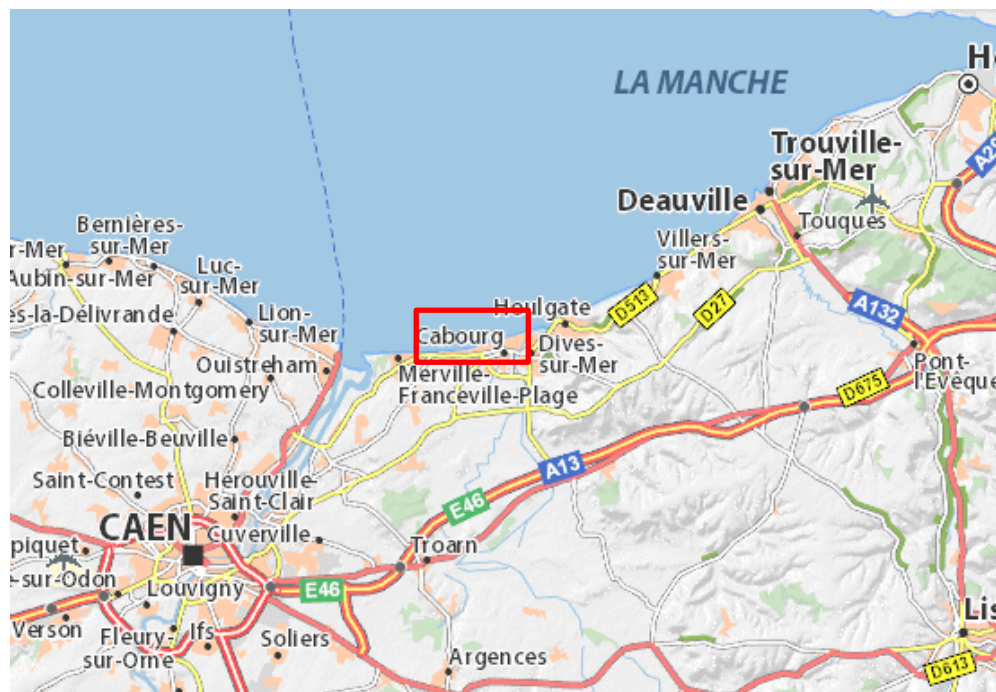 H
LA MANCHE
Trouville-
sur-Mer
A29
Deauville
Touques
Bernières-
sur-Mer
Villers-
sur-Mer
r-Mer
Aubin-sur-Mer
Luc-
sur-Mer
D513
D27
A132
es-la-Délivrande
Lion-
sur-Mer
Houlgate
Cabourg
Dives-
sur-Mer
Ouistreham
Merville-
Franceville-Plage
Colleville-Montgomery
Pont-
l'Évêque
D675
Biéville-Beuville
A13
Saint-Contest
Hérouville-
Saint-Clair
E46
CAEN
Cuverville
piquet
Troarn
e-sur-Odon
Louvigny
E46
Verson
Fleury-
sur-Orne
Ifs
Soliers
Argences
Lis
D613